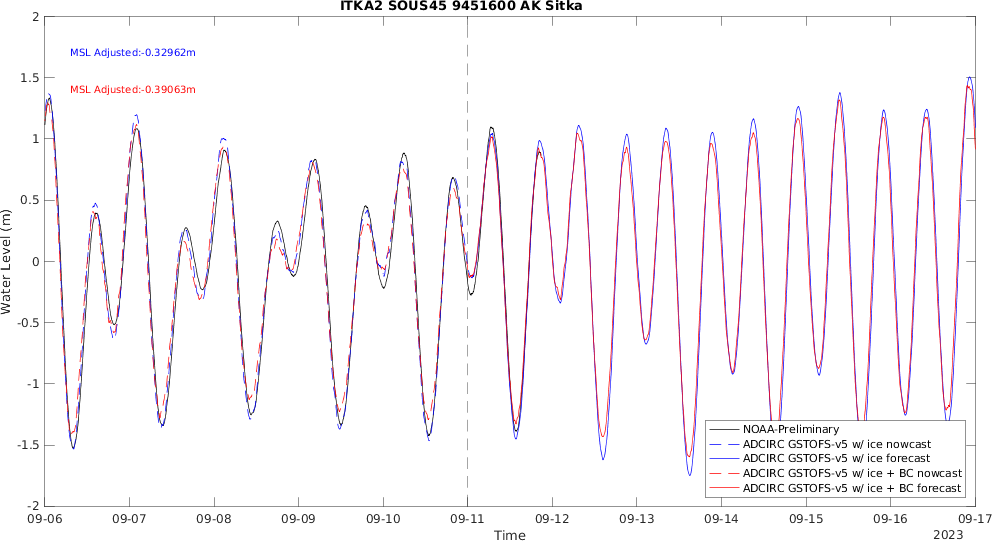 ITKA2 SOUS45 9451600 AK Sitka
MSL Adjusted:-0.32962m
MSL Adjusted:-0.39063m
Water Level (m)
2
1.5
1
0.5
0
-0.5
-1
-1.5
-2
NOAA-Preliminary
ADCIRC GSTOFS-v5 w/ ice nowcast
ADCIRC GSTOFS-v5 w/ ice forecast
ADCIRC GSTOFS-v5 w/ ice + BC nowcast
ADCIRC GSTOFS-v5 w/ ice + BC forecast
09-06 09-07 09-08 09-09 09-10 09-11 09-12 09-13 09-14 09-15 09-16 09-17
Time
2023